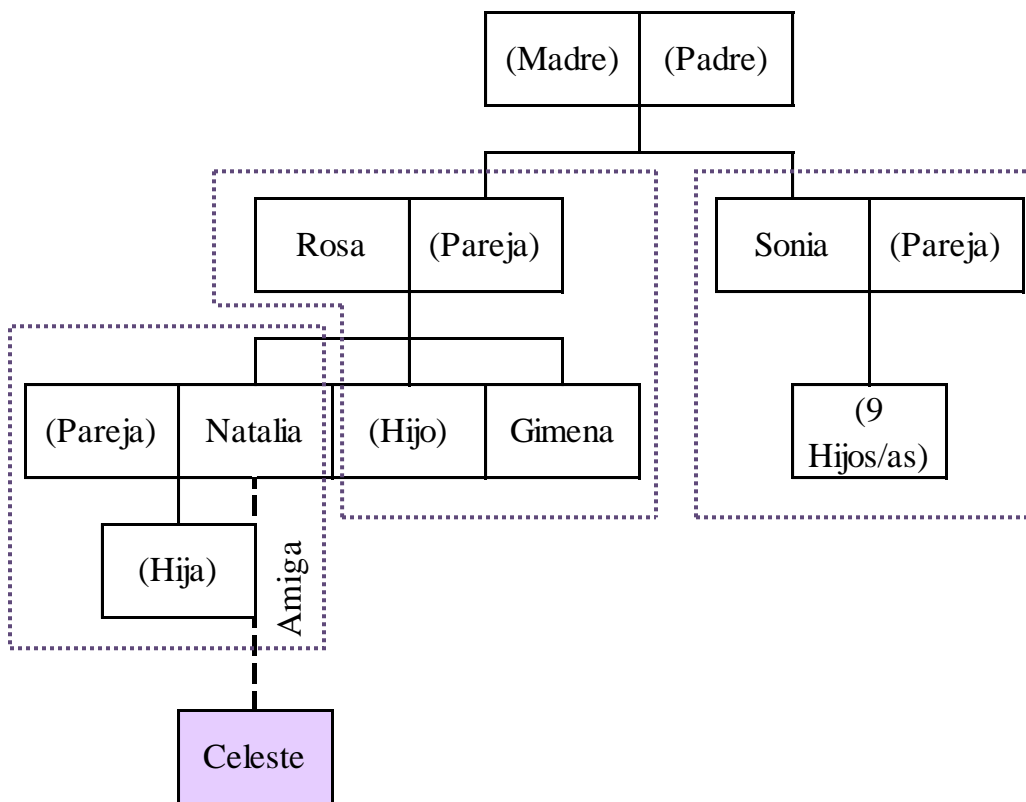 (Madre) (Padre)
Rosa (Pareja) Sonia (Pareja)
(Pareja) Natalia (Hijo) Gimena (9
Hijos/as)
(Hija)
Amiga
Celeste